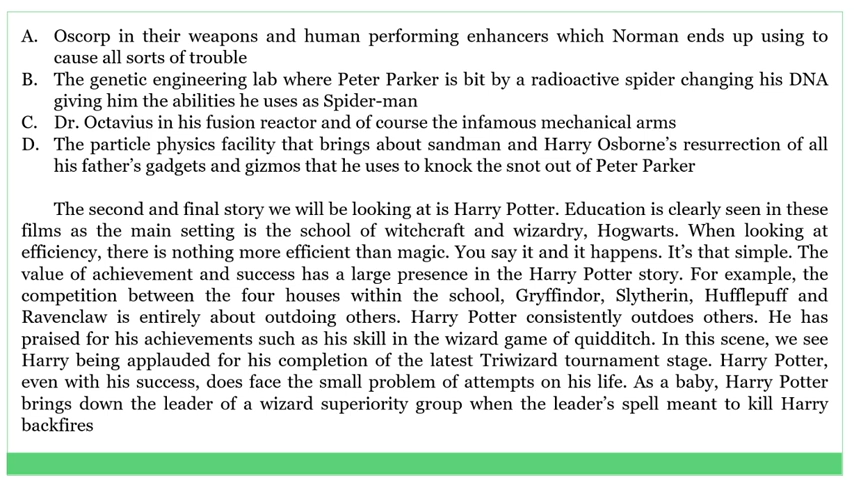 A. Oscorp in their weapons and human performing enhancers which Norman ends up using to
cause all sorts of trouble
B. The genetic engineering lab where Peter Parker is bit by a radioactive spider changing his DNA
giving him the abilities he uses as Spider-man
C. Dr. Octavius in his fusion reactor and of course the infamous mechanical arms
D. The particle physics facility that brings about sandman and Harry Osborne's resurrection of all
his father's gadgets and gizmos that he uses to knock the snot out of Peter Parker
The second and final story we will be looking at is Harry Potter. Education is clearly seen in these
films as the main setting is the school of witchcraft and wizardry, Hogwarts. When looking at
efficiency, there is nothing more efficient than magic. You say it and it happens. It's that simple. The
value of achievement and success has a large presence in the Harry Potter story. For example, the
competition between the four houses within the school, Gryffindor, Slytherin, Hufflepuff and
Ravenclaw is entirely about outdoing others. Harry Potter consistently outdoes others. He has
praised for his achievements such as his skill in the wizard game of quidditch. In this scene, we see
Harry being applauded for his completion of the latest Triwizard tournament stage. Harry Potter,
even with his success, does face the small problem of attempts on his life. As a baby, Harry Potter
brings down the leader of a wizard superiority group when the leader's spell meant to kill Harry
backfires